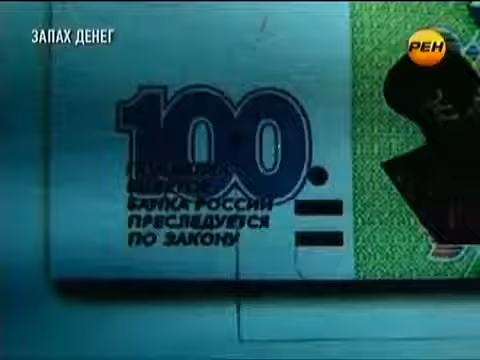 ЗАПАХ ДЕНЕГ
РЕН
100
БАНКА РОССИИ
ПРЕСЛЕДУЕТСЯ
ПО ЗАКОНУ